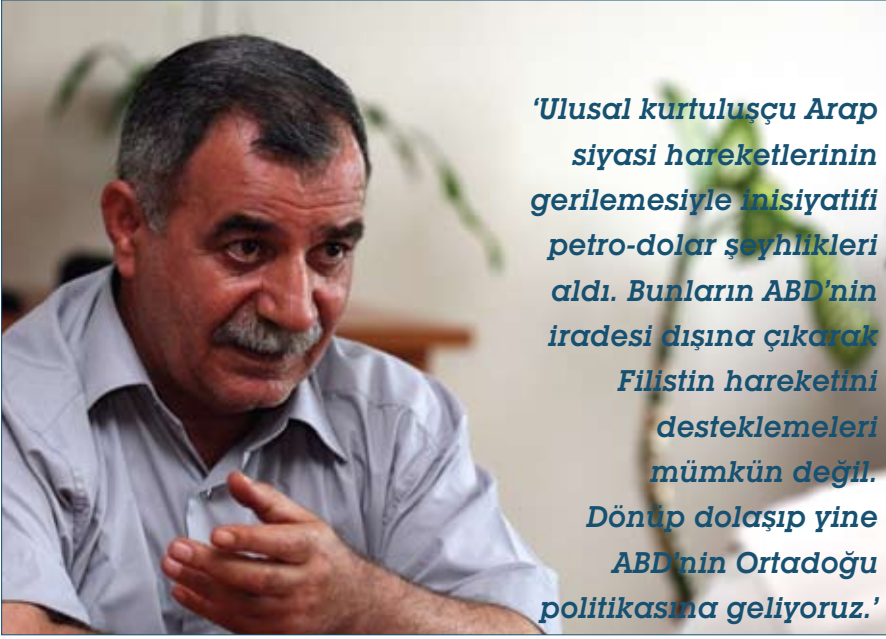 ‘Ulusal kurtuluşçu Arap
siyasi hareketlerinin
gerilemesiyle inisiyatifi
petro-dolar şeyhlikleri
aldı. Bunların ABD’nin
iradesi dışına çıkarak
Filistin hareketini
desteklemeleri
mümkün değil.
Dönüp dolaşıp yine
ABD’nin Ortadoğu
politikasına geliyoruz.’